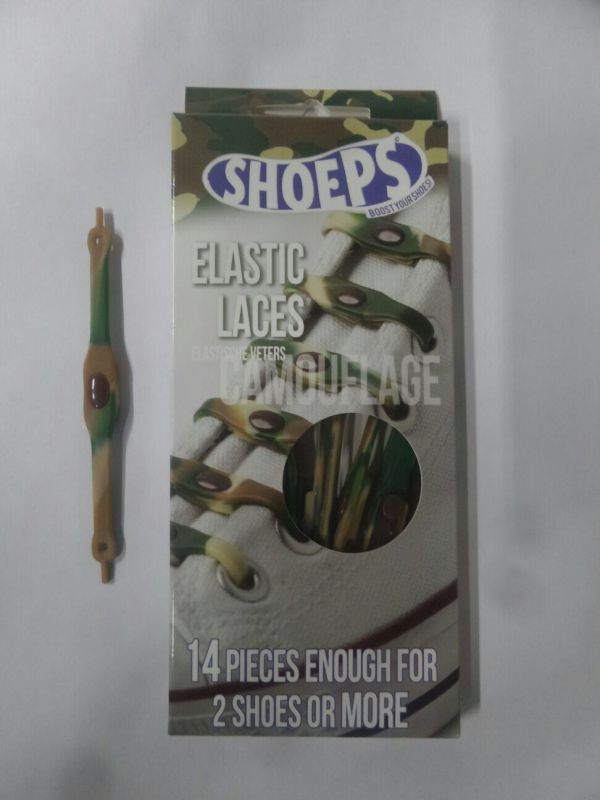 SHOEPS®
BOOST YOUR SHOES!
ELASTIC
LACES
ELASTISCHE VETERS
CAMOUFLAGE
14 PIECES ENOUGH FOR
2 SHOES OR MORE